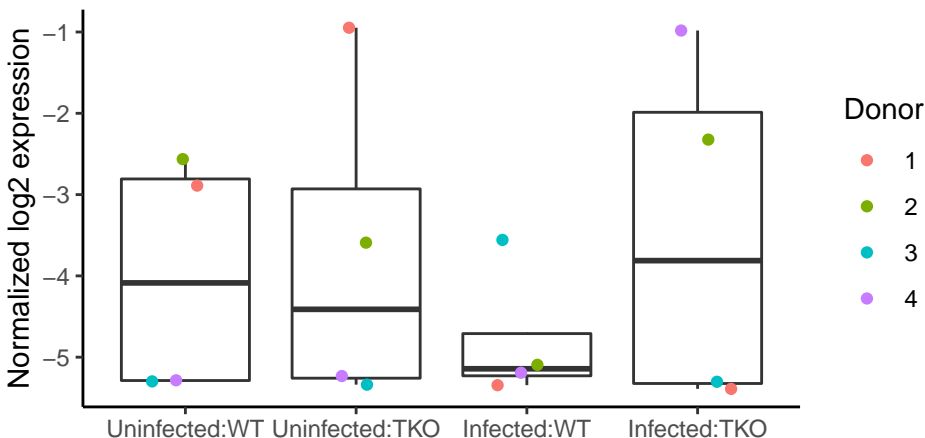 Normalized log2 expression
−1
−2
−3
−4
−5
Uninfected:WT
Uninfected:TKO
Infected:WT
Infected:TKO
Donor
1
2
3
4